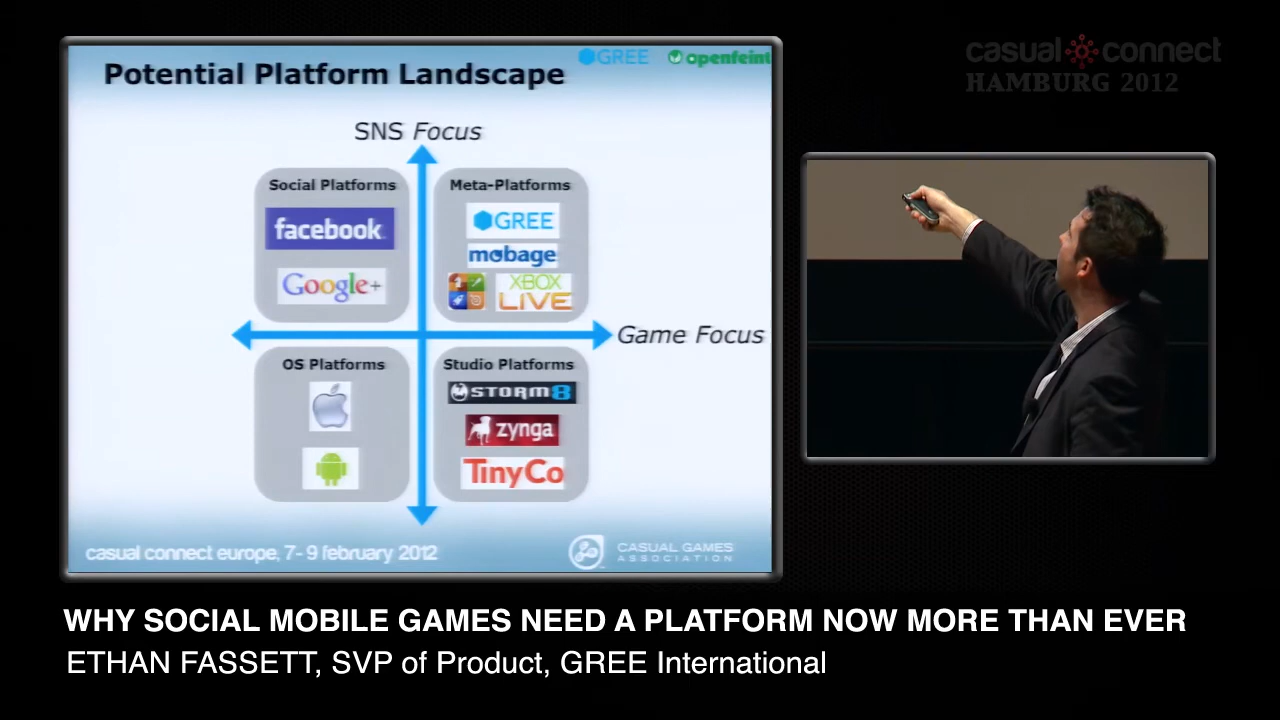 GREE openfeint
Potential Platform Landscape
SNS Focus
Social Platforms
facebook
Google+
Meta-Platforms
GREE
mobage
XBOX
LIVE
Game Focus
OS Platforms
Studio Platforms
STORM8
zynga
TinyCo
casual connect europe, 7-9 february 2012
CASUAL GAMES
ASSOCIATION
casual connect
HAMBURG 2012
WHY SOCIAL MOBILE GAMES NEED A PLATFORM NOW MORE THAN EVER
ETHAN FASSETT, SVP of Product, GREE International